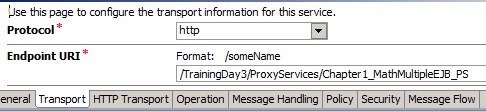 Use this page to configure the transport information for this service.
Protocol* http
Endpoint URI* Format: /someName
/TrainingDay3/ProxyServices/Chapter1_MathMultipleEJB_PS
eneral Transport HTTP Transport Operation Message Handling Policy Security Message Flow